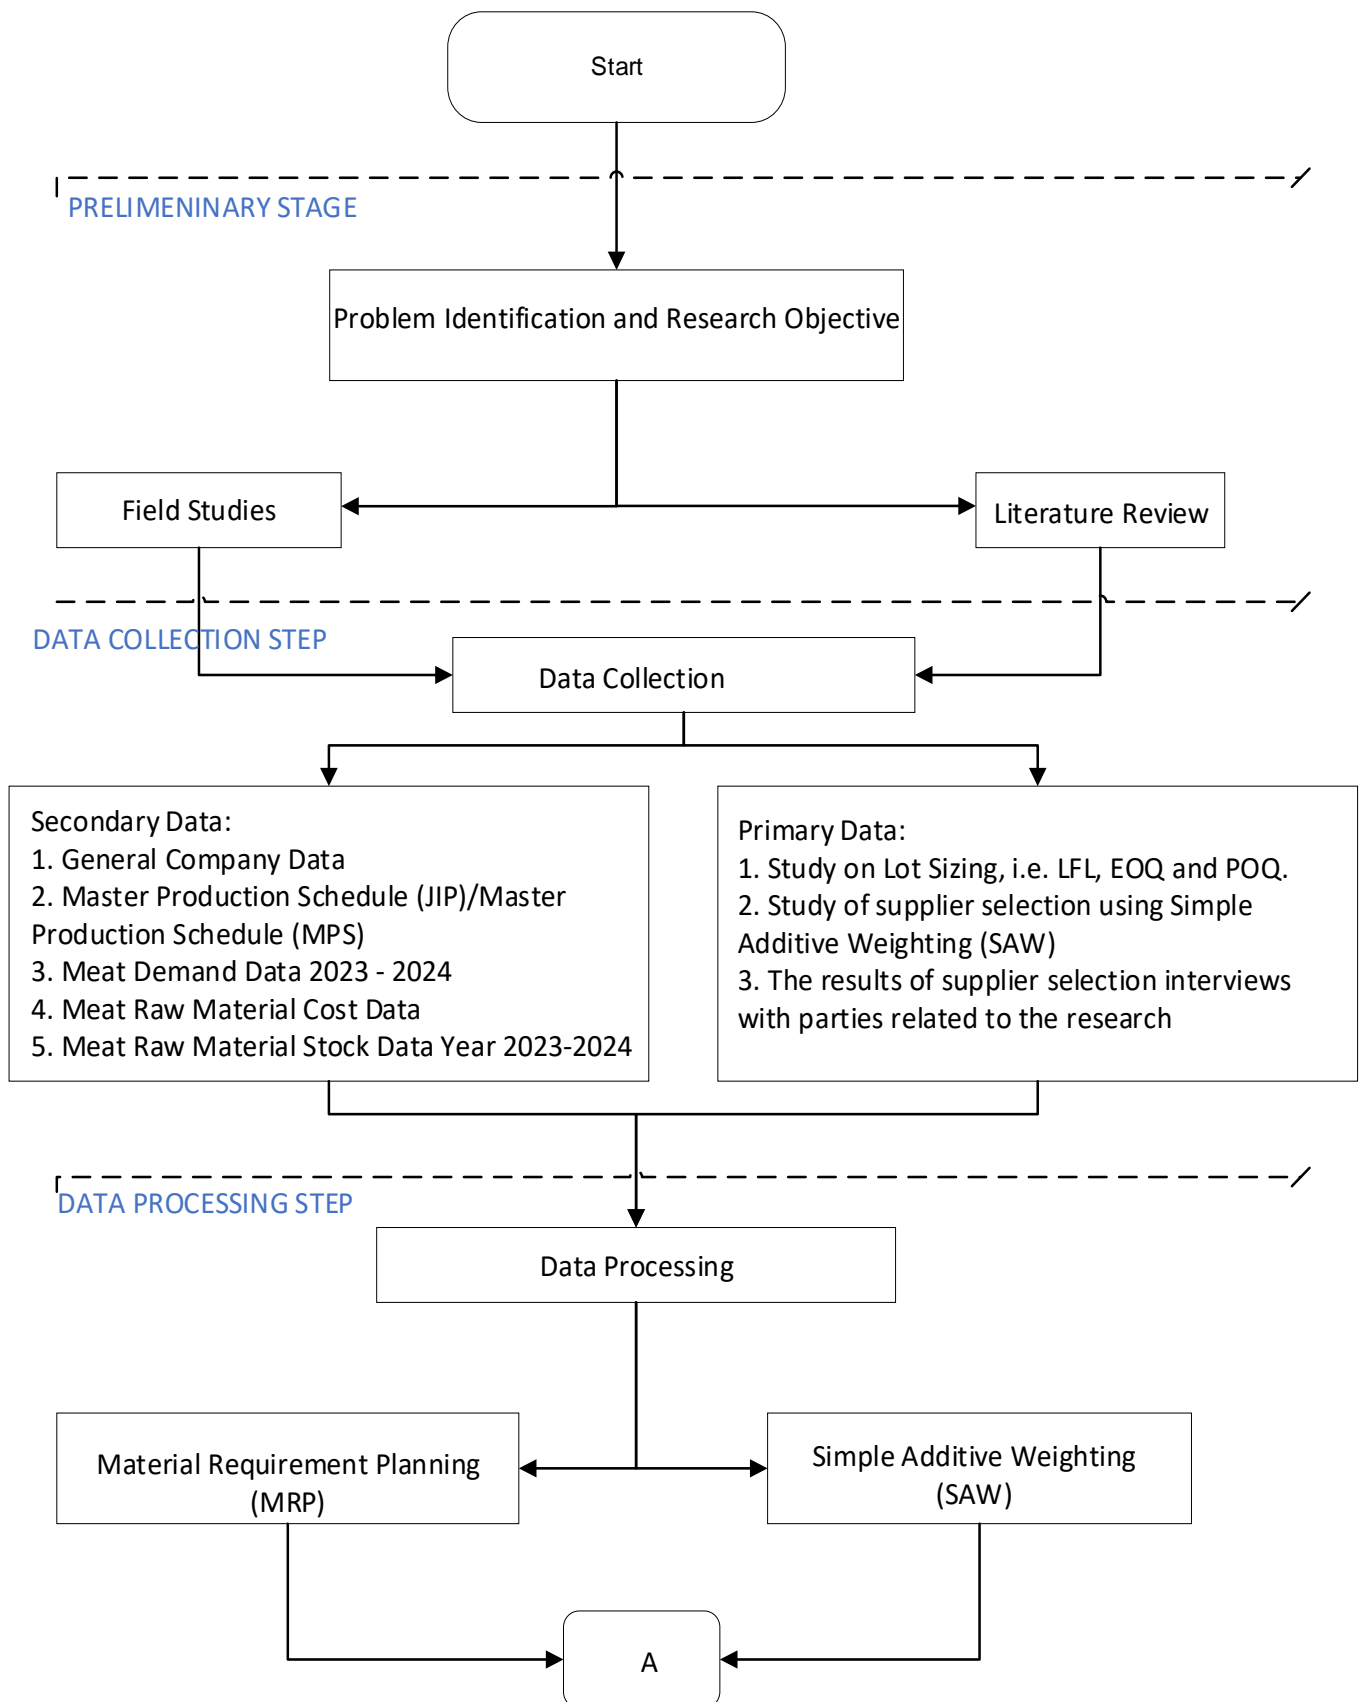 Start
PRELIMENINARY STAGE
Problem Identification and Research Objective
Field Studies
Literature Review
DATA COLLECTION STEP
Data Collection
Secondary Data:
1. General Company Data
2. Master Production Schedule (JIP)/Master
Production Schedule (MPS)
3. Meat Demand Data 2023 - 2024
4. Meat Raw Material Cost Data
5. Meat Raw Material Stock Data Year 2023-2024
Primary Data:
1. Study on Lot Sizing, i.e. LFL, EOQ and POQ.
2. Study of supplier selection using Simple
Additive Weighting (SAW)
3. The results of supplier selection interviews
with parties related to the research
DATA PROCESSING STEP
Data Processing
Material Requirement Planning
(MRP)
Simple Additive Weighting
(SAW)
A